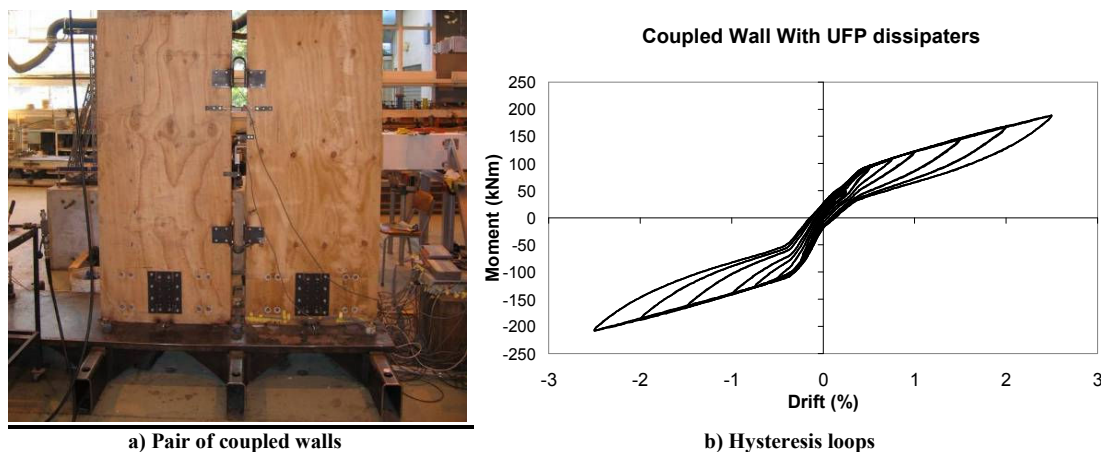 Coupled Wall With UFP dissipaters
250
200
150
100
50
0
-50
-100
-150
-200
-250
Moment (kNm)
-3 -2 -1 0 1 2 3
Drift (%)
a) Pair of coupled walls b) Hysteresis loops